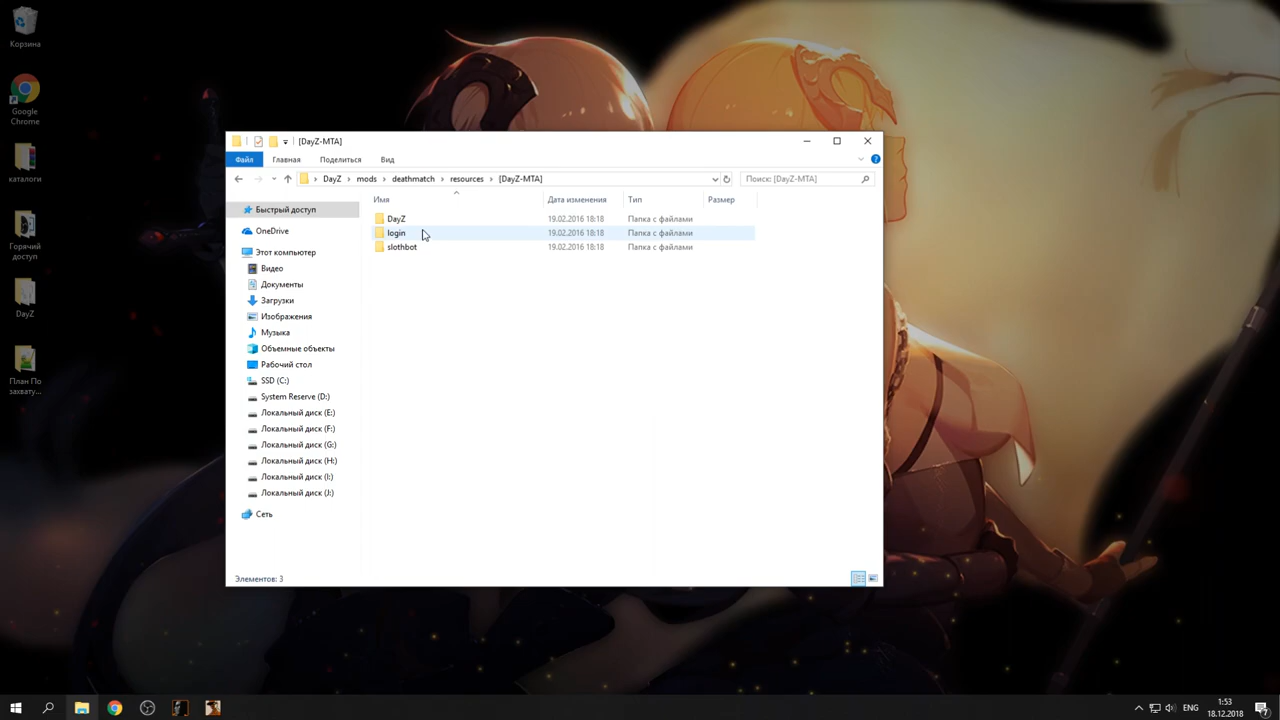 Корзина
Google
Chrome
каталоги
Горячий
доступ
DayZ
План По
захвату...
[DayZ-MTA]
Файл
Главная
Поделиться
Вид
DayZ
mods
deathmatch
resources
[DayZ-MTA]
Поиск: [DayZ-MTA]
Имя
Дата изменения
Тип
Размер
DayZ
19.02.2016 18:18
Папка с файлами
login
19.02.2016 18:18
Папка с файлами
slothbot
19.02.2016 18:18
Папка с файлами
Быстрый доступ
OneDrive
Этот компьютер
Видео
Документы
Загрузки
Изображения
Музыка
Объемные объекты
Рабочий стол
SSD (C:)
System Reserve (D:)
Локальный диск (E:)
Локальный диск (F:)
Локальный диск (G:)
Локальный диск (H:)
Локальный диск (I:)
Локальный диск (J:)
Сеть
Элементов: 3
ENG
1:53
18.12.2018
7